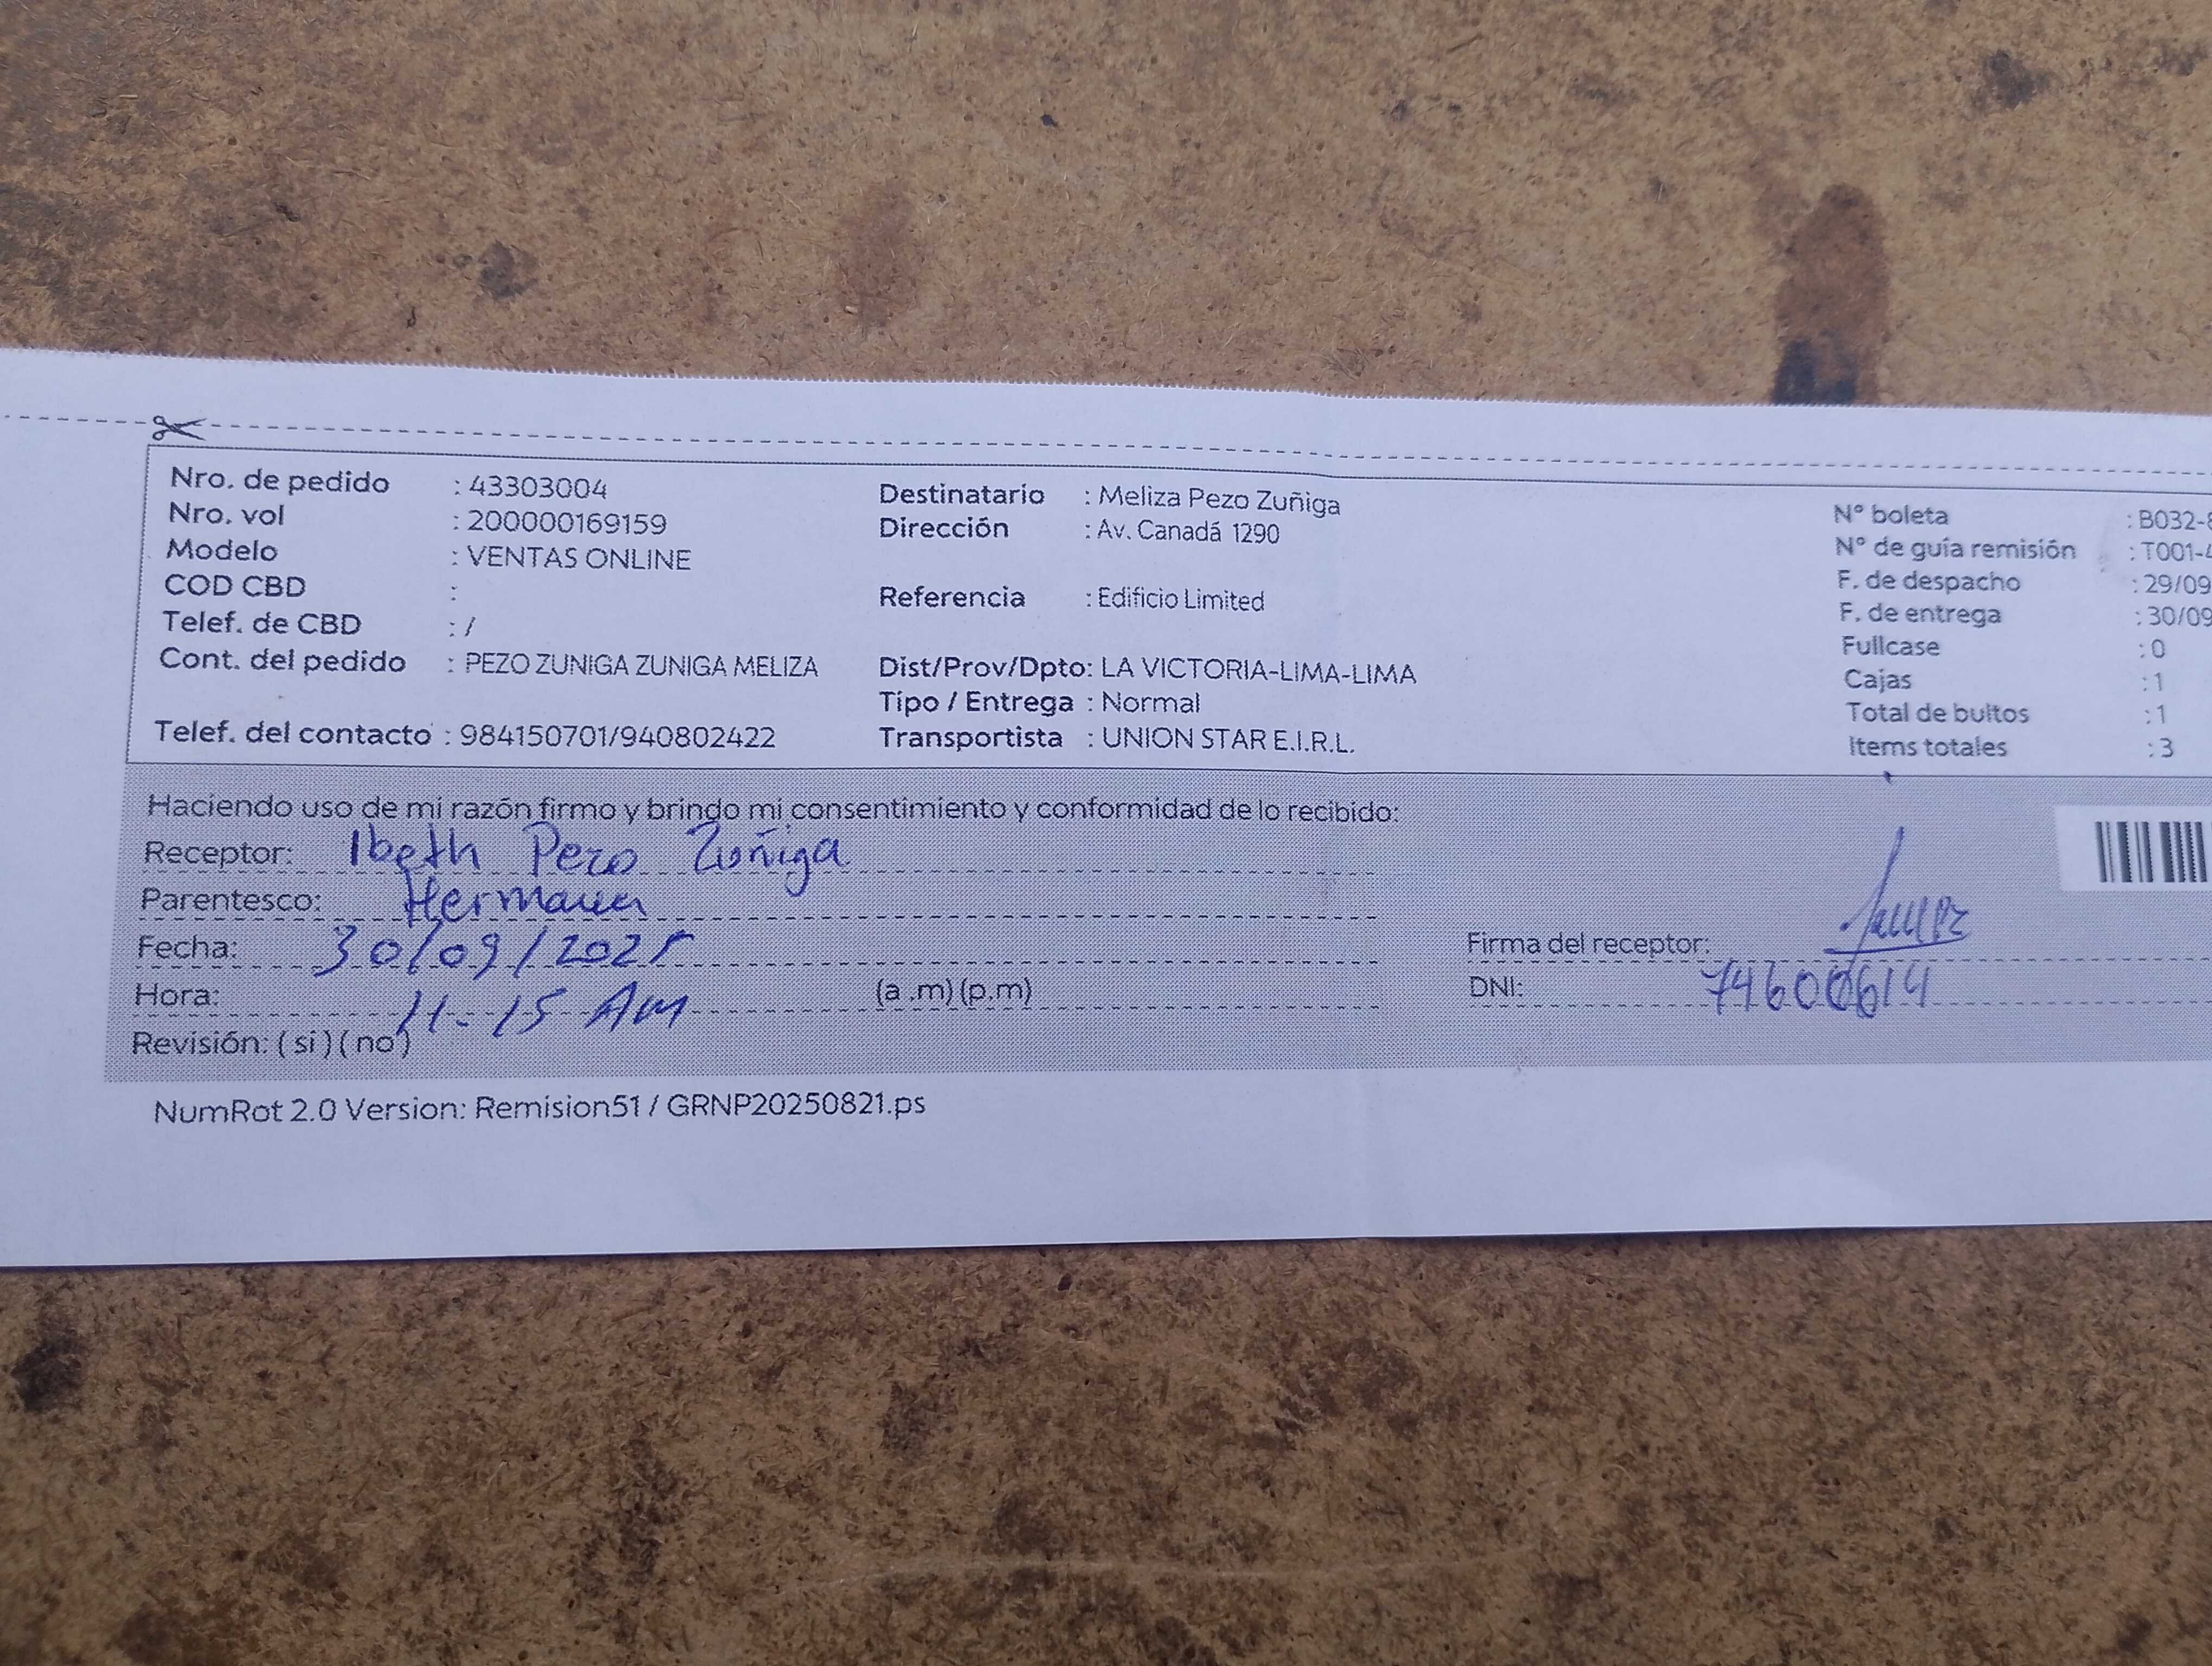 Nro. de pedido : 43303004
Nro. vol : 200000169159
Modelo : VENTAS ONLINE
COD CBD :
Telef. de CBD : /
Cont. del pedido : PEZO ZUNIGA ZUNIGA MELIZA
Telef. del contacto : 984150701/940802422
Destinatario : Meliza Pezo Zuñiga
Dirección : Av. Canadá 1290
Referencia : Edificio Limited
Dist/Prov/Dpto: LA VICTORIA-LIMA-LIMA
Tipo / Entrega : Normal
Transportista : UNION STAR E.I.R.L.
N° boleta : B032-8
N° de guía remisión : T001-4
F. de despacho : 29/09
F. de entrega : 30/09
Fullcase : 0
Cajas : 1
Total de bultos : 1
Items totales : 3
Haciendo uso de mi razón firmo y brindo mi consentimiento y conformidad de lo recibido:
Receptor: Ibeth Pezo Zuñiga
Parentesco: Hermana
Fecha: 30/09/2025
Hora: 11-15 AM (a .m) (p.m)
Revisión: ( si ) ( no )
Firma del receptor:
DNI: 74600614
NumRot 2.0 Version: Remision51 / GRNP20250821.ps